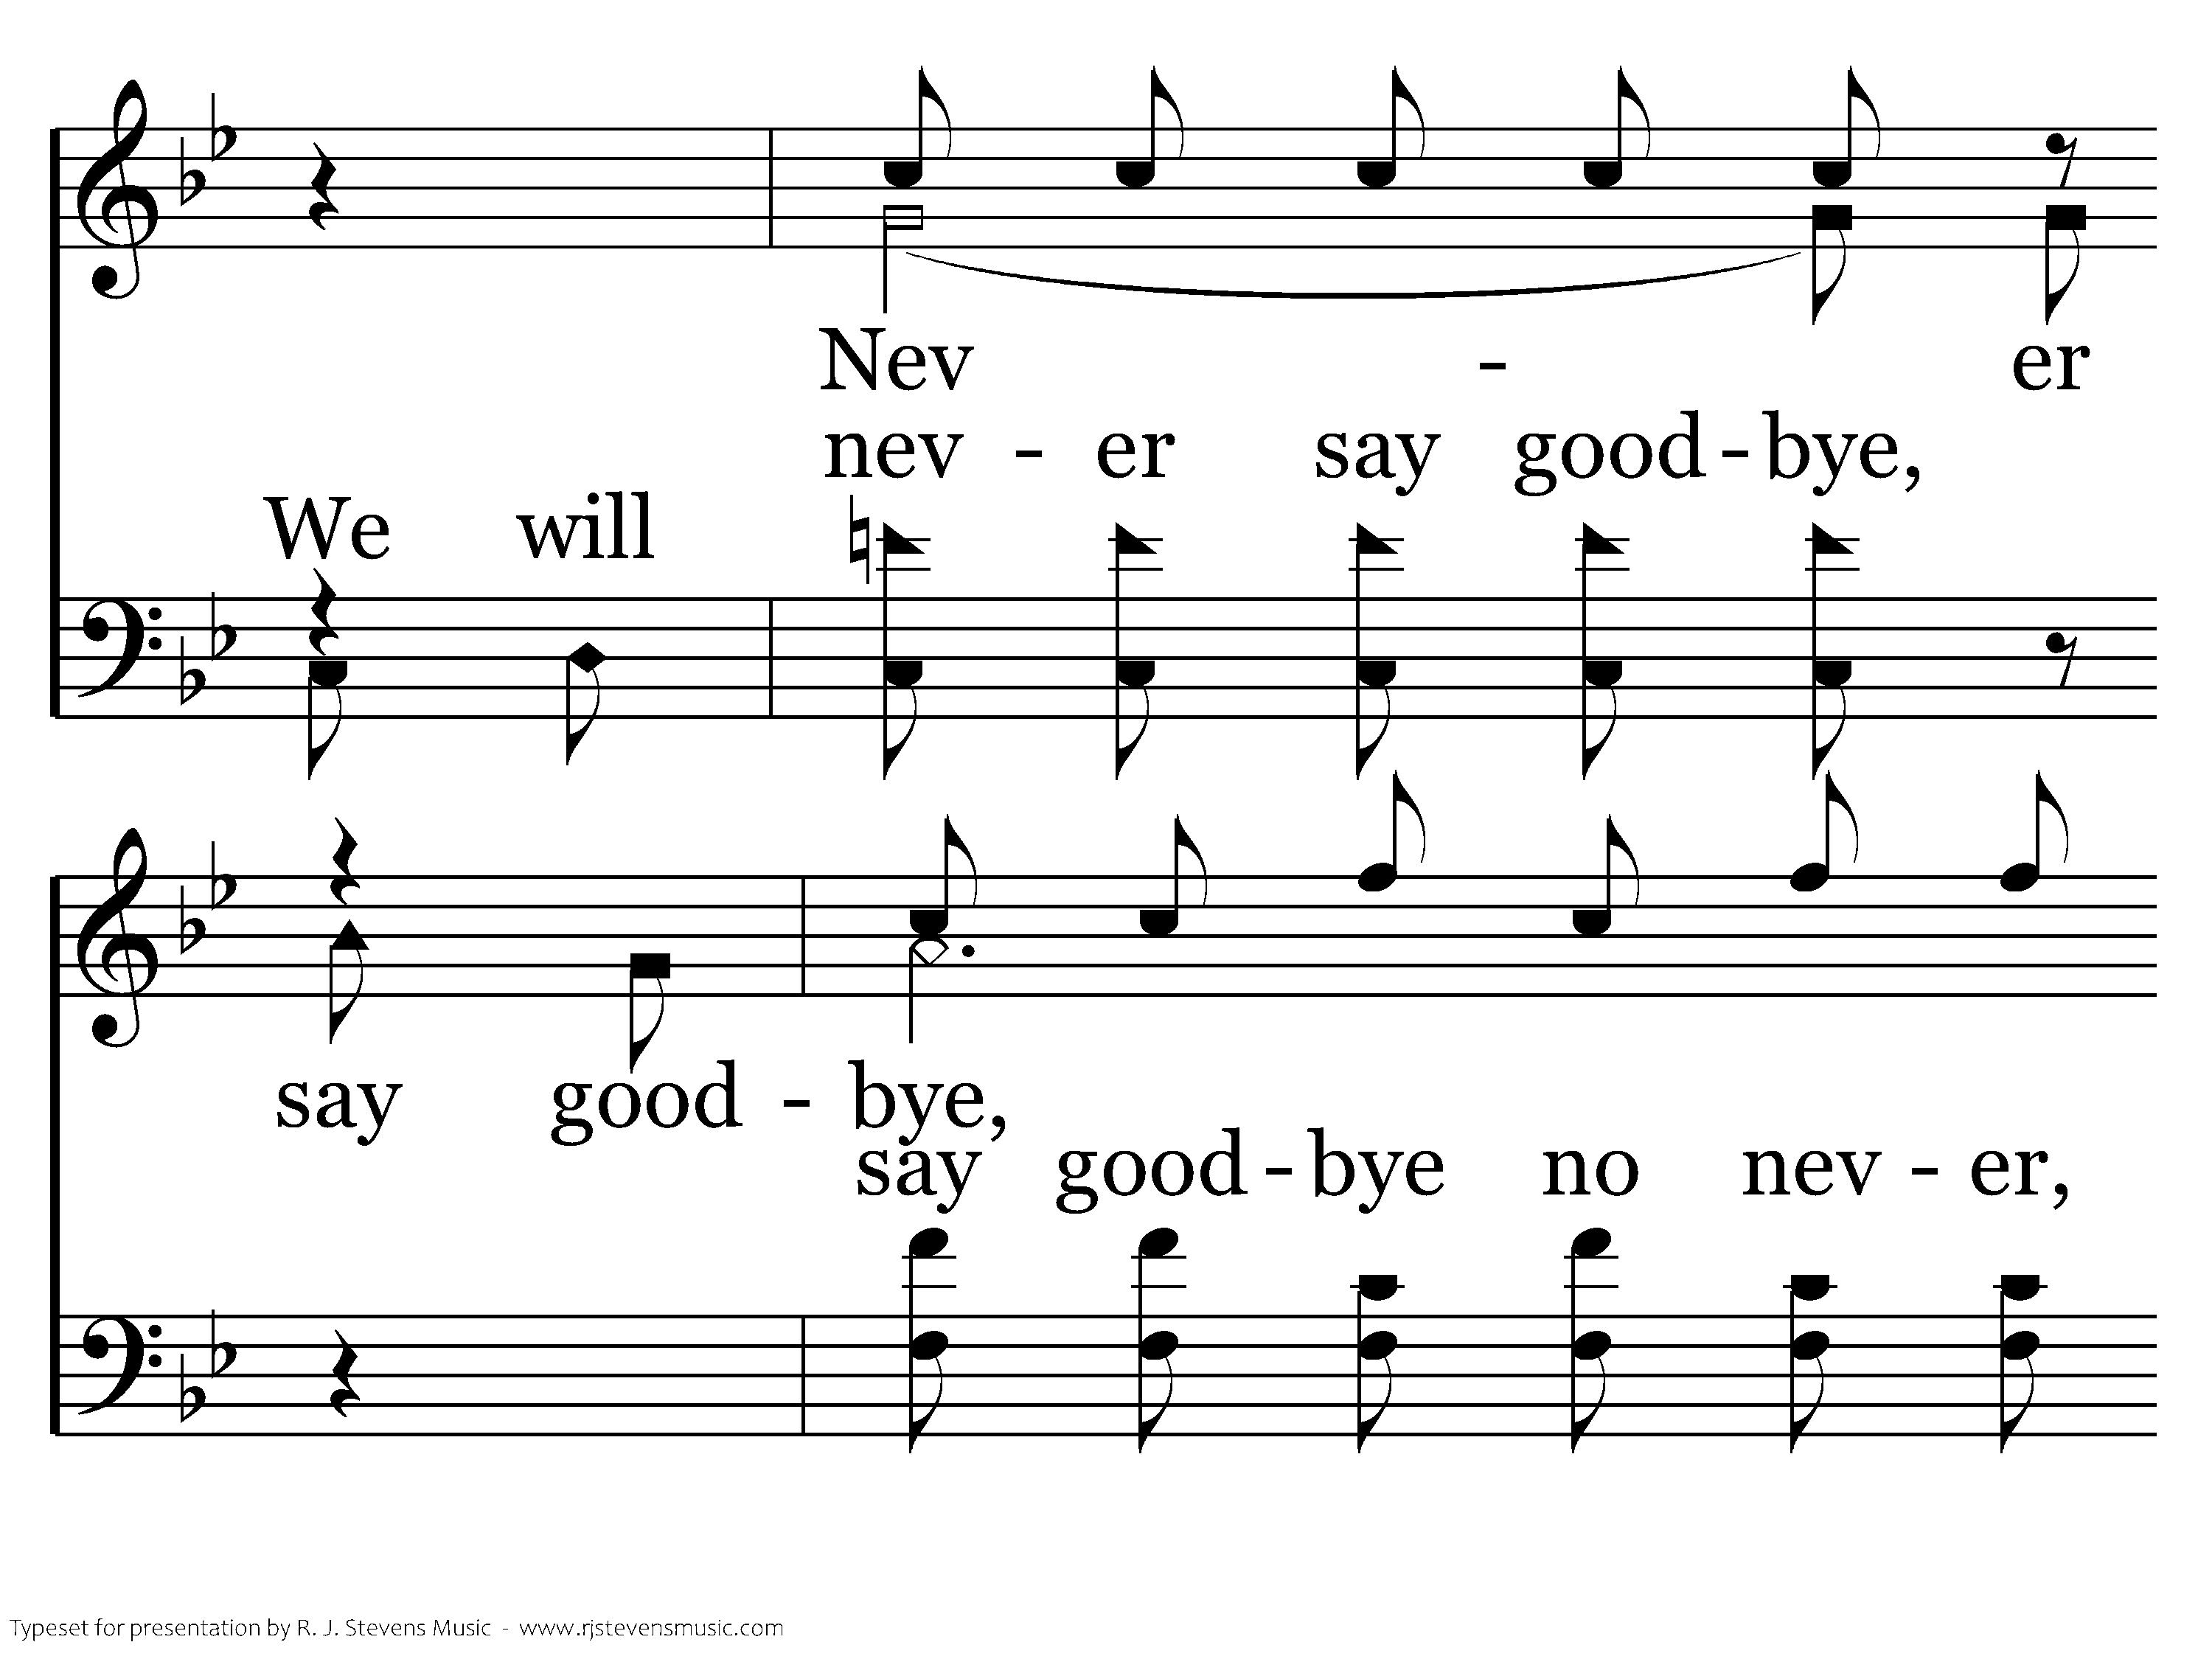 Nev - er
nev - er say good - bye,
We will
say good - bye,
say good - bye no nev - er,
Typeset for presentation by R. J. Stevens Music - www.rjstevensmusic.com